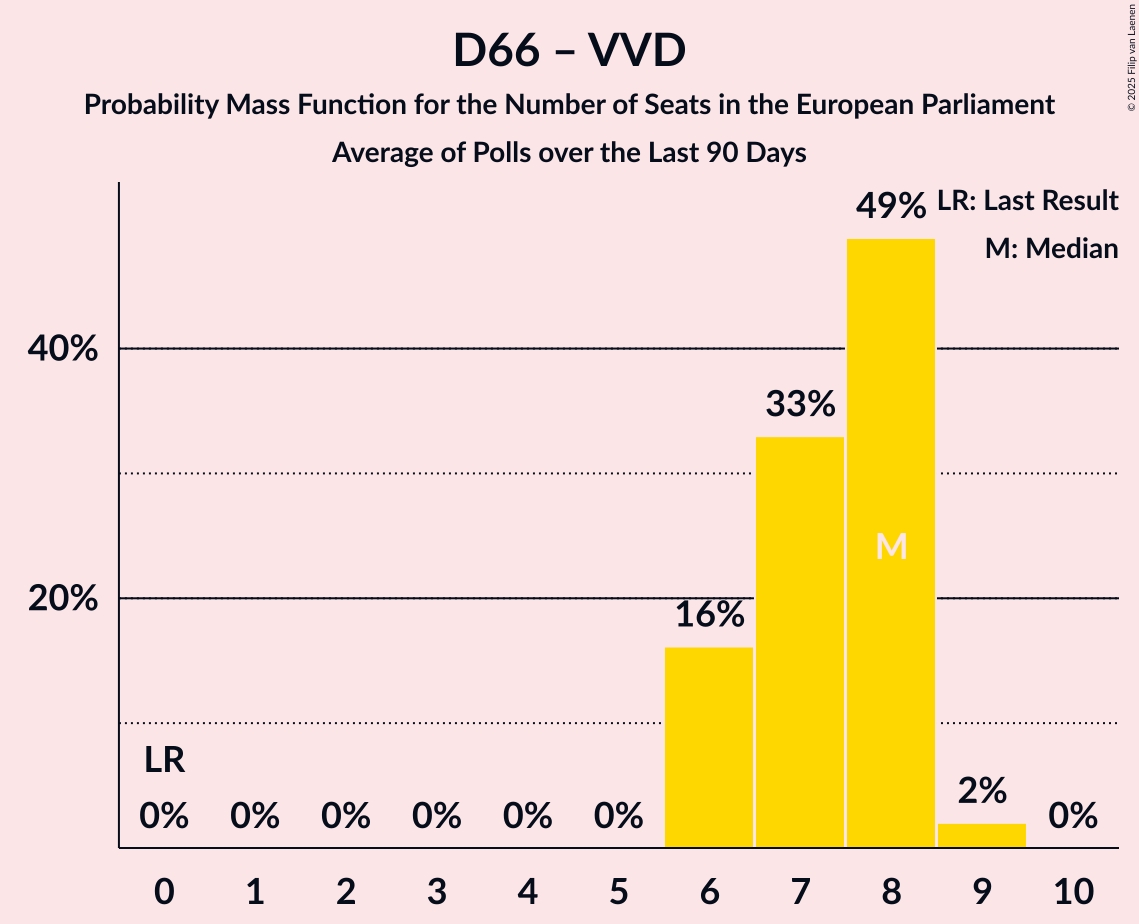 D66 – VVD
Probability Mass Function for the Number of Seats in the European Parliament
Average of Polls over the Last 90 Days
© 2025 Filip van Laenen
LR: Last Result
M: Median
49%
40%
33%
M
20%
16%
LR
2%
0% 0% 0% 0% 0% 0% 0%
0 1 2 3 4 5 6 7 8 9 10